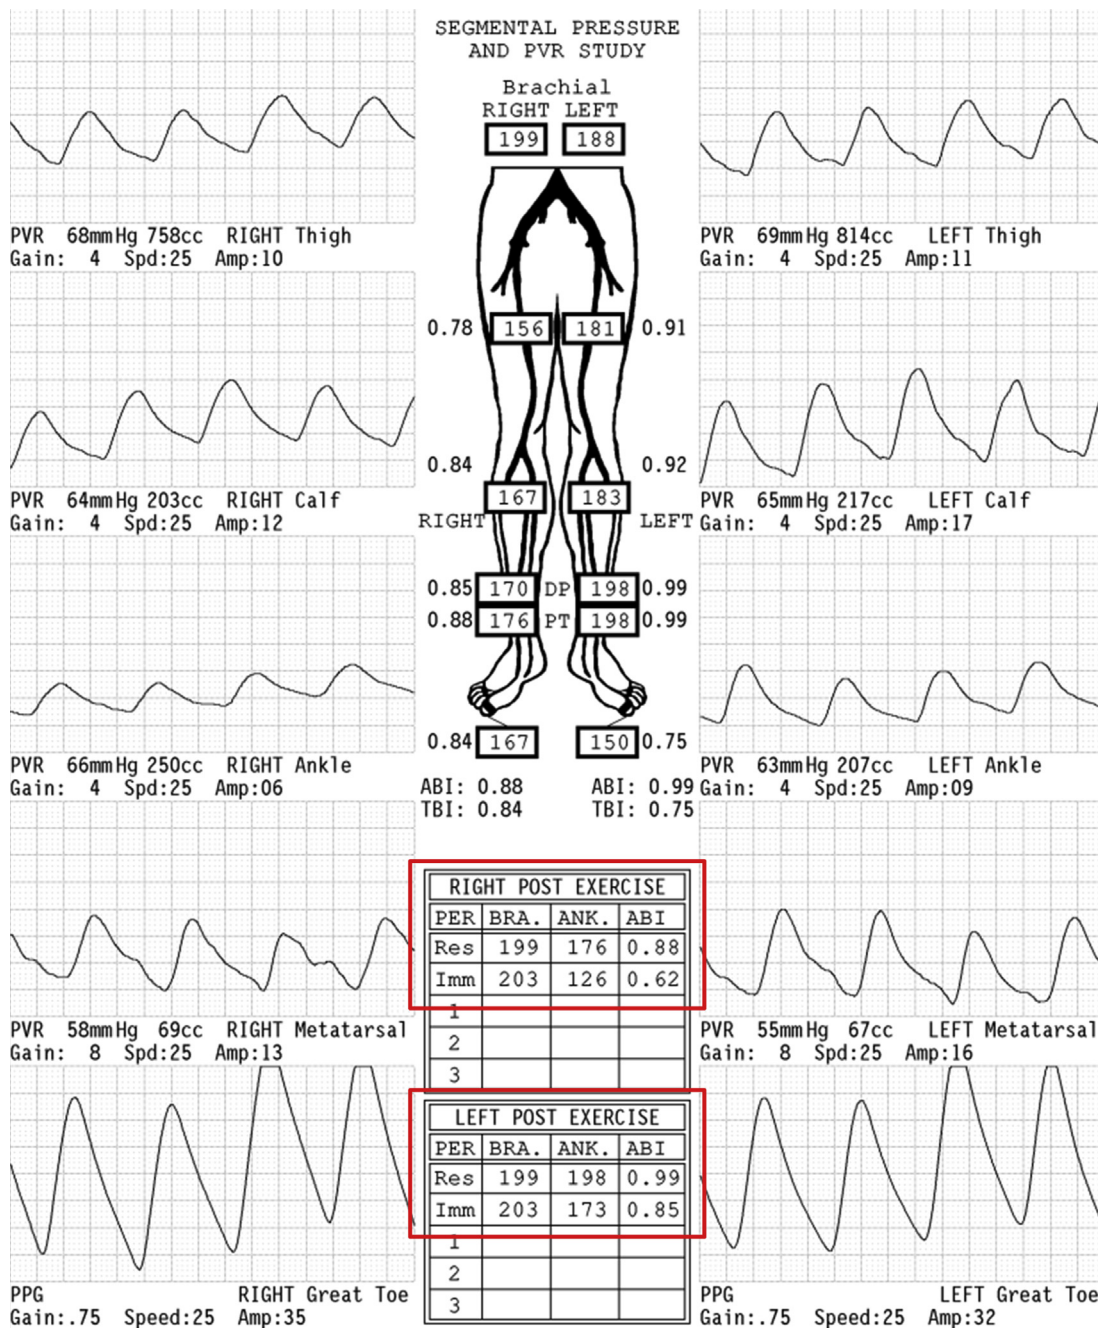 SEGMENTAL PRESSURE
AND PVR STUDY
Brachial
RIGHT LEFT
199 188
PVR 68mmHg 758cc RIGHT Thigh
Gain: 4 Spd:25 Amp:10
PVR 69mmHg 814cc LEFT Thigh
Gain: 4 Spd:25 Amp:11
0.78 156 181 0.91
0.84 0.92
167 183
RIGHT LEFT
PVR 64mmHg 203cc RIGHT Calf
Gain: 4 Spd:25 Amp:12
PVR 65mmHg 217cc LEFT Calf
Gain: 4 Spd:25 Amp:17
0.85 170 DP 198 0.99
0.88 176 PT 198 0.99
0.84 167 150 0.75
PVR 66mmHg 250cc RIGHT Ankle
Gain: 4 Spd:25 Amp:06
PVR 63mmHg 207cc LEFT Ankle
Gain: 4 Spd:25 Amp:09
ABI: 0.88 ABI: 0.99
TBI: 0.84 TBI: 0.75
RIGHT POST EXERCISE
PER BRA. ANK. ABI
Res 199 176 0.88
Imm 203 126 0.62
1
2
3
PVR 58mmHg 69cc RIGHT Metatarsal
Gain: 8 Spd:25 Amp:13
PVR 55mmHg 67cc LEFT Metatarsal
Gain: 8 Spd:25 Amp:16
LEFT POST EXERCISE
PER BRA. ANK. ABI
Res 199 198 0.99
Imm 203 173 0.85
1
2
3
PPG RIGHT Great Toe
Gain:.75 Speed:25 Amp:35
PPG LEFT Great Toe
Gain:.75 Speed:25 Amp:32